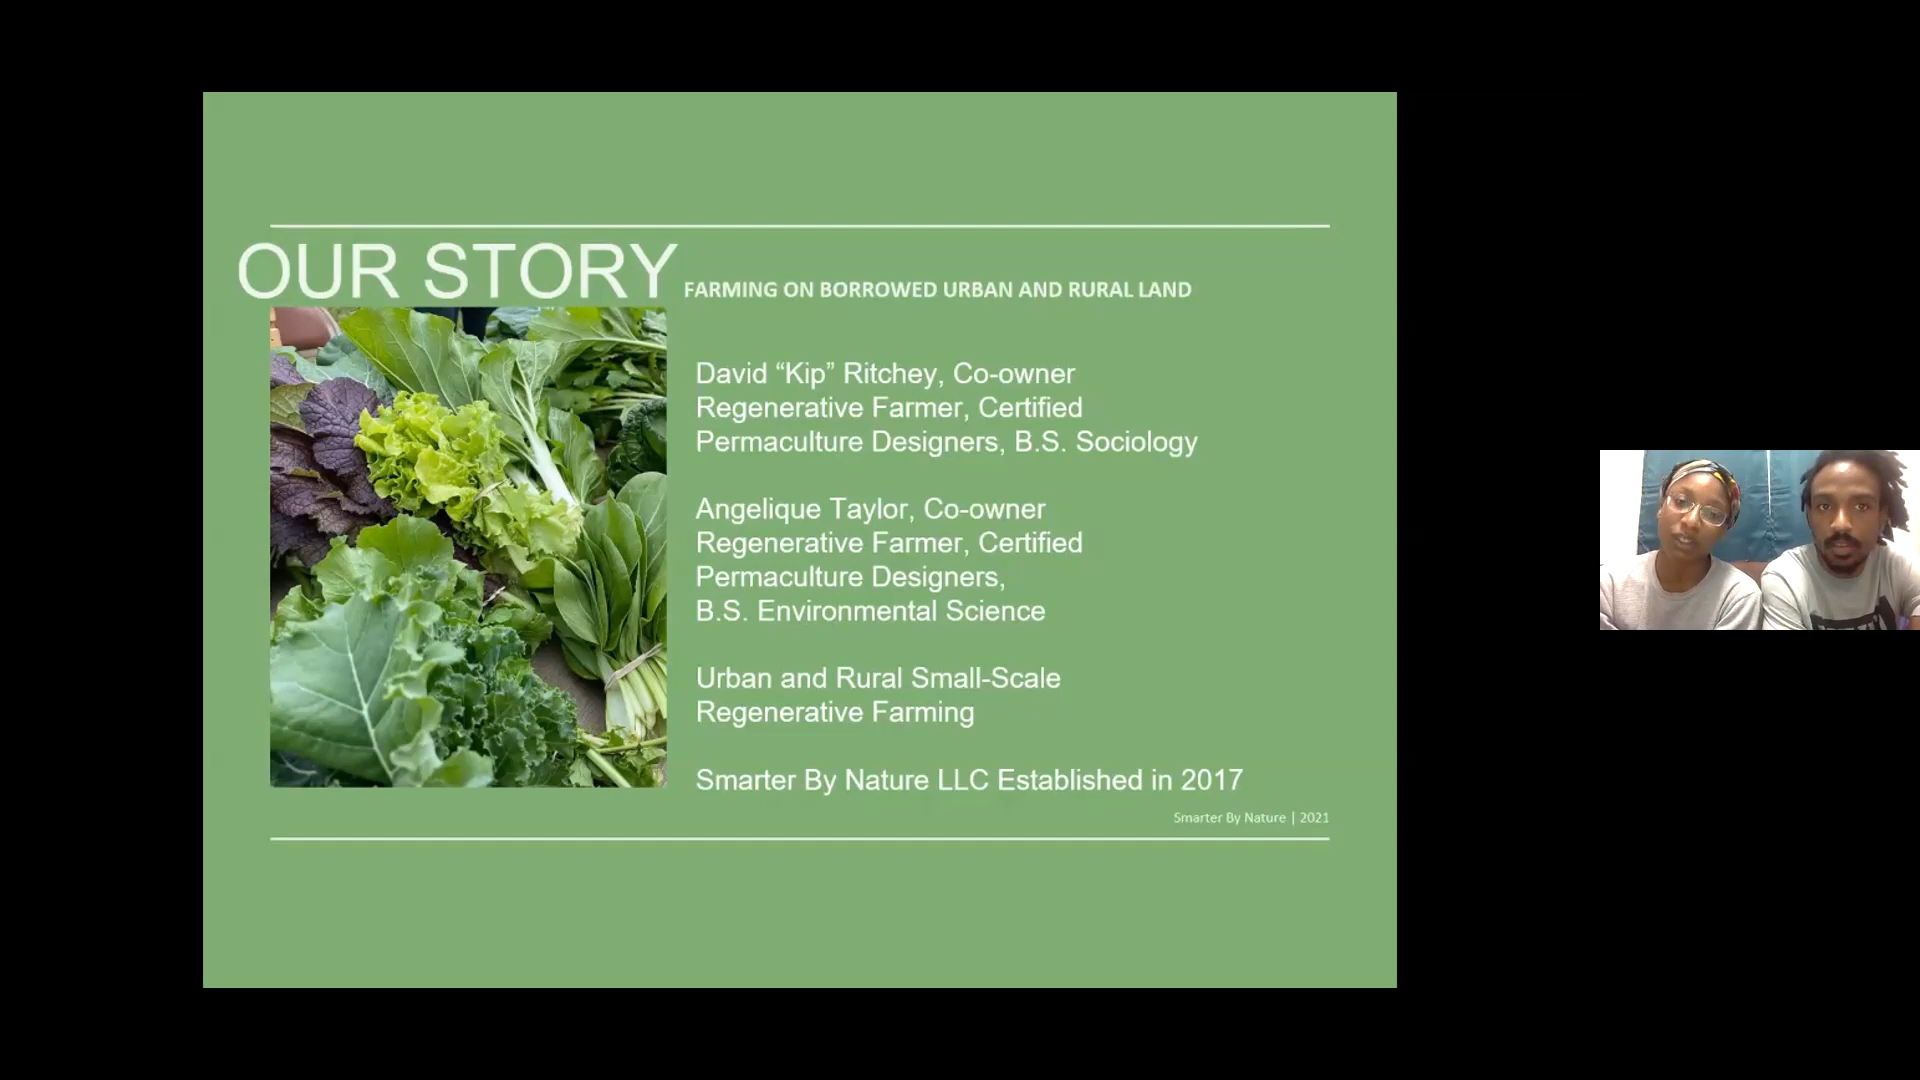 OUR STORY FARMING ON BORROWED URBAN AND RURAL LAND
David “Kip” Ritchey, Co-owner
Regenerative Farmer, Certified
Permaculture Designers, B.S. Sociology
Angelique Taylor, Co-owner
Regenerative Farmer, Certified
Permaculture Designers,
B.S. Environmental Science
Urban and Rural Small-Scale
Regenerative Farming
Smarter By Nature LLC Established in 2017
Smarter By Nature | 2021